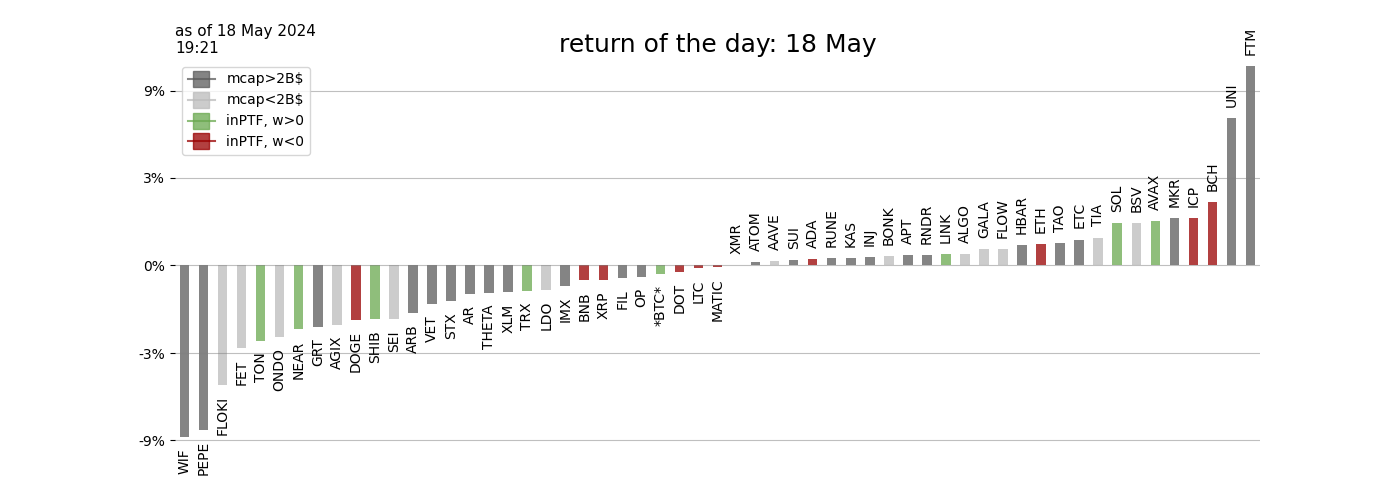 as of 18 May 2024
19:21
return of the day: 18 May
mcap>2B$
mcap<2B$
inPTF, w>0
inPTF, w<0
9%
3%
0%
-3%
-9%
WIF
PEPE
FLOKI
FET
TON
ONDO
NEAR
GRT
AGIX
DOGE
SHIB
SEI
ARB
VET
STX
AR
THETA
XLM
TRX
LDO
IMX
BNB
XRP
FIL
OP
*BTC*
DOT
LTC
MATIC
XMR
ATOM
AAVE
SUI
ADA
RUNE
KAS
INJ
BONK
APT
RNDR
LINK
ALGO
GALA
FLOW
HBAR
ETH
TAO
ETC
TIA
SOL
BSV
AVAX
MKR
ICP
BCH
UNI
FTM